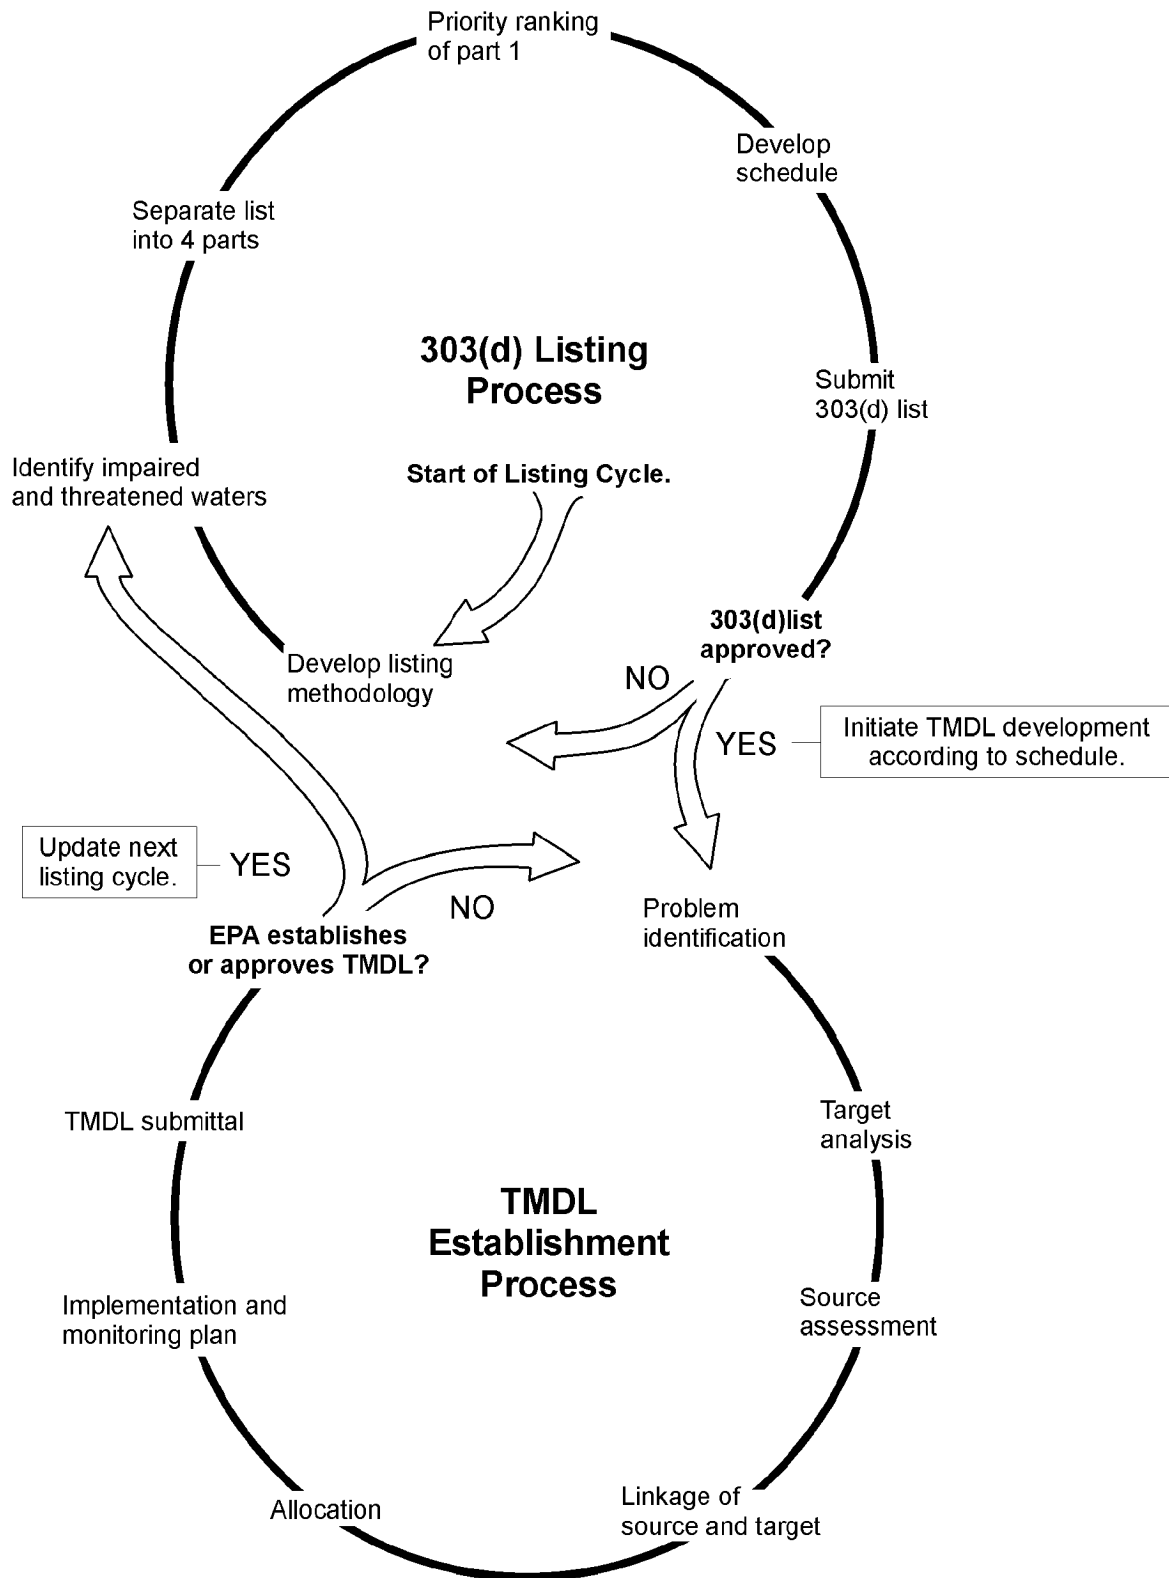 Priority ranking
of part 1
Develop
schedule
Separate list
into 4 parts
303(d) Listing
Process
Submit
303(d) list
Identify impaired
and threatened waters
Start of Listing Cycle.
303(d)list
approved?
Develop listing
methodology
NO
YES
Initiate TMDL development
according to schedule.
Update next
listing cycle.
YES
NO
EPA establishes
or approves TMDL?
Problem
identification
TMDL submittal
Target
analysis
TMDL
Establishment
Process
Implementation and
monitoring plan
Source
assessment
Allocation
Linkage of
source and target